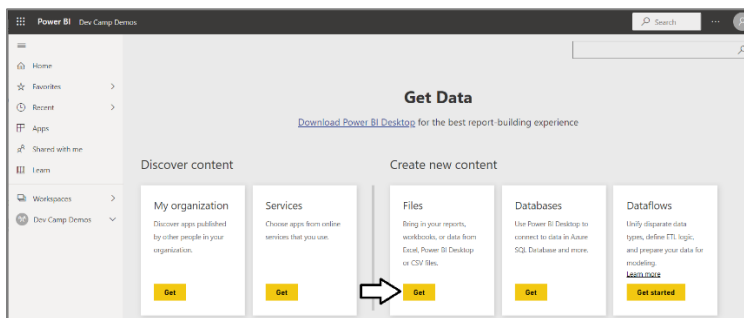 Power BI Dev Camp Demos
Search
Home
Favorites
Recent
Apps
Shared with me
Learn
Workspaces
Dev Camp Demos
Get Data
Download Power BI Desktop for the best report-building experience
Discover content
Create new content
My organization
Discover apps published
by other people in your
organization.
Get
Services
Choose apps from online
services that you use.
Get
Files
Bring in your reports,
workbooks, or data from
Excel, Power BI Desktop
or CSV files.
Get
Databases
Use Power BI Desktop to
connect to data in Azure
SQL Database and more.
Get
Dataflows
Unify disparate data
types, define ETL logic,
and prepare your data for
modeling.
Learn more
Get started